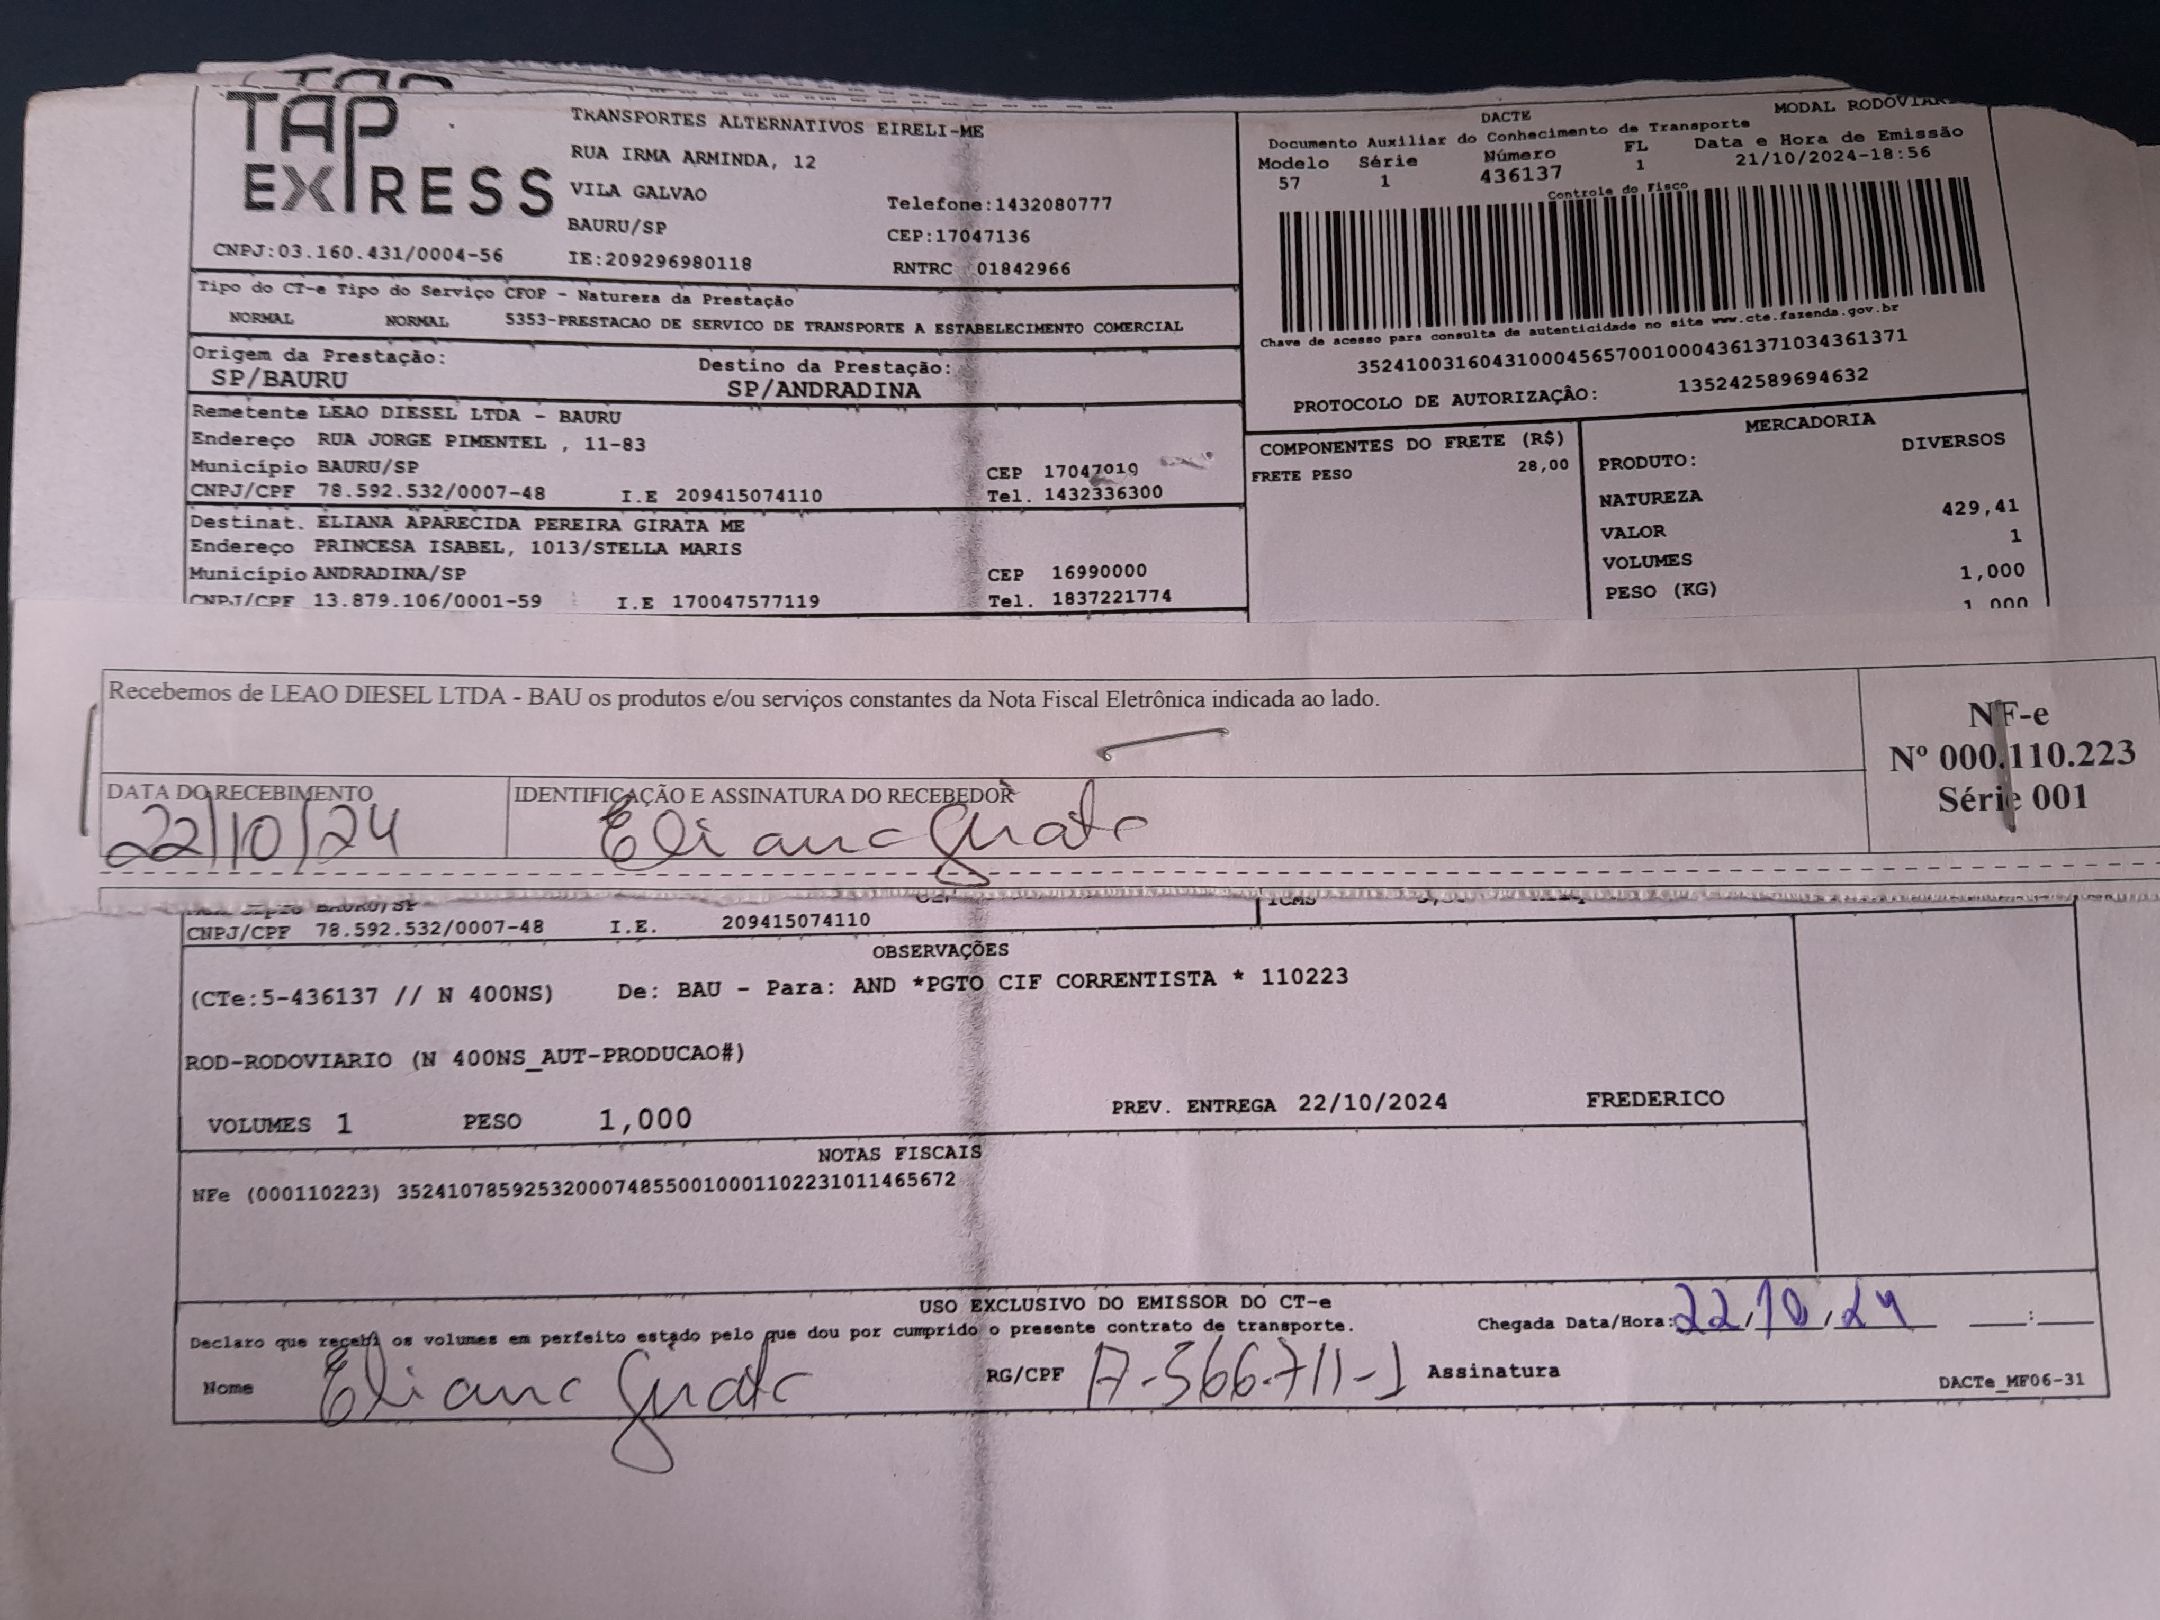 TAP EXPRESS
TRANSPORTES ALTERNATIVOS EIRELI-ME
RUA IRMA ARMINDA, 12
VILA GALVAO
Telefone:1432080777
BAURU/SP
CEP:17047136
CNPJ:03.160.431/0004-56
IE:209296980118
RNTRC 01842966
DACTE
MODAL RODOVIAR
Documento Auxiliar do Conhecimento de Transporte
Modelo Série Número FL Data e Hora de Emissão
57 1 436137 1 21/10/2024-18:56
Controle do Fisco
Chave de acesso para consulta de autenticidade no site www.cte.fazenda.gov.br
35241003160431000456570010004361371034361371
PROTOCOLO DE AUTORIZAÇÂO: 135242589694632
Tipo do CT-e Tipo do Serviço CFOP - Natureza da Prestação
NORMAL NORMAL 5353-PRESTACAO DE SERVICO DE TRANSPORTE A ESTABELECIMENTO COMERCIAL
Origem da Prestação: Destino da Prestação:
SP/BAURU SP/ANDRADINA
Remetente LEAO DIESEL LTDA - BAURU
Endereço RUA JORGE PIMENTEL , 11-83
Município BAURU/SP CEP 17047019
CNPJ/CPF 78.592.532/0007-48 I.E 209415074110 Tel. 1432336300
Destinat. ELIANA APARECIDA PEREIRA GIRATA ME
Endereço PRINCESA ISABEL, 1013/STELLA MARIS
Município ANDRADINA/SP CEP 16990000
CNPJ/CPF 13.879.106/0001-59 I.E 170047577119 Tel. 1837221774
COMPONENTES DO FRETE (R$)
FRETE PESO 28,00
MERCADORIA
PRODUTO: DIVERSOS
NATUREZA
VALOR 429,41
VOLUMES 1
PESO (KG) 1,000
1,000
Recebemos de LEAO DIESEL LTDA - BAU os produtos e/ou serviços constantes da Nota Fiscal Eletrônica indicada ao lado.
NF-e
Nº 000.110.223
Série 001
DATA DO RECEBIMENTO IDENTIFICAÇÃO E ASSINATURA DO RECEBEDOR
22/10/24 Eliana Girata
BAURU/SP
ICMS
CNPJ/CPF 78.592.532/0007-48 I.E. 209415074110
OBSERVAÇÕES
(CTe:5-436137 // N 400NS) De: BAU - Para: AND *PGTO CIF CORRENTISTA * 110223
ROD-RODOVIARIO (N 400NS_AUT-PRODUCAO#)
VOLUMES 1 PESO 1,000 PREV. ENTREGA 22/10/2024 FREDERICO
NOTAS FISCAIS
NFe (000110223) 35241078592532000748550010001102231011465672
USO EXCLUSIVO DO EMISSOR DO CT-e
Declaro que recebi os volumes em perfeito estado pelo que dou por cumprido o presente contrato de transporte.
Chegada Data/Hora: 22/10/24 :
Nome Eliana Girata RG/CPF 17-566.711-1 Assinatura
DACTe_MF06-31